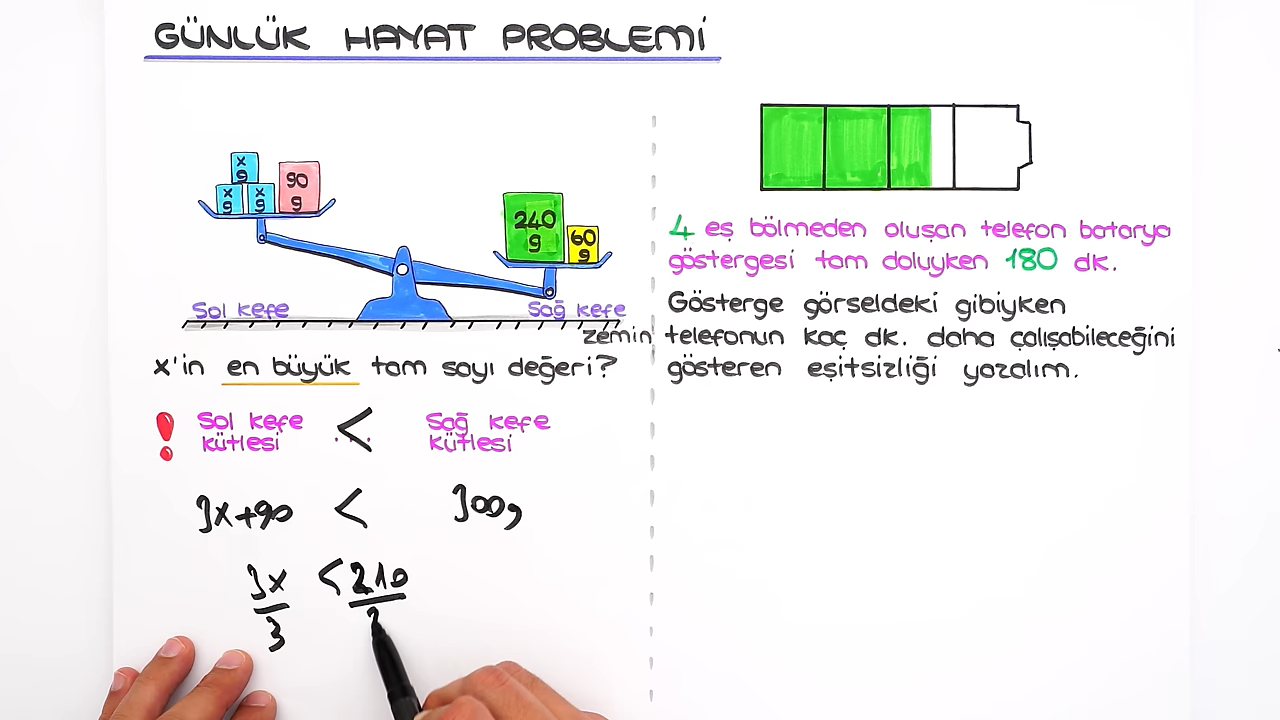 GÜNLÜK HAYAT PROBLEMİ
x g
x g
x g
90 g
240 g
60 g
Sol kefe
Sağ kefe
zemin
x'in en büyük tam sayı değeri?
! Sol kefe kütlesi < Sağ kefe kütlesi
3x+90 < 300g
3x < 210
3
4 eş bölmeden oluşan telefon batarya
göstergesi tam doluyken 180 dk.
Gösterge görseldeki gibiyken
telefonun kaç dk. daha çalışabileceğini
gösteren eşitsizliği yazalım.